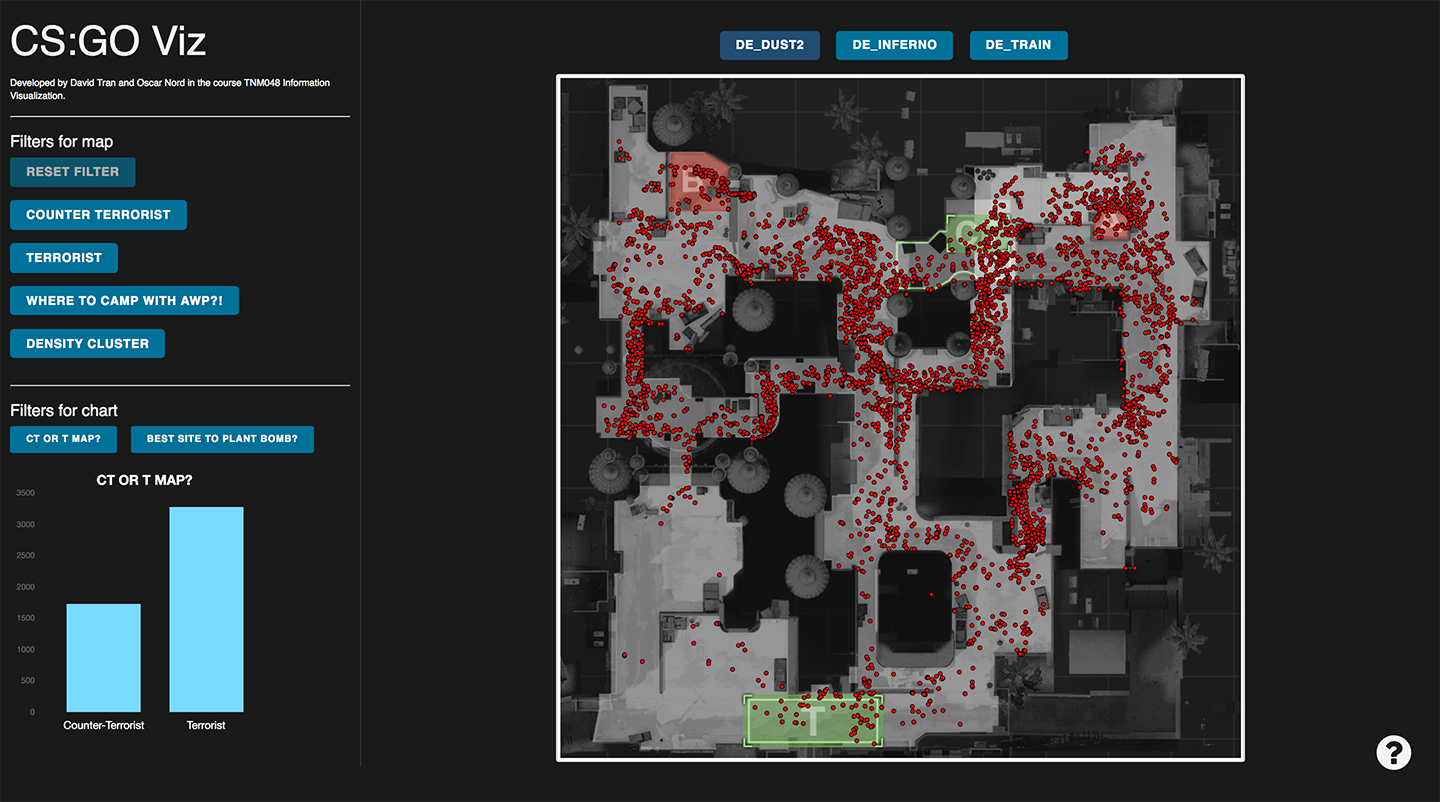 CS:GO Viz
Developed by David Tran and Oscar Nord in the course TNM048 Information
Visualization.
Filters for map
RESET FILTER
COUNTER TERRORIST
TERRORIST
WHERE TO CAMP WITH AWP?!
DENSITY CLUSTER
Filters for chart
CT OR T MAP?
BEST SITE TO PLANT BOMB?
CT OR T MAP?
3500
3000
2500
2000
1500
1000
500
0
Counter-Terrorist
Terrorist
DE_DUST2
DE_INFERNO
DE_TRAIN
B
T
?